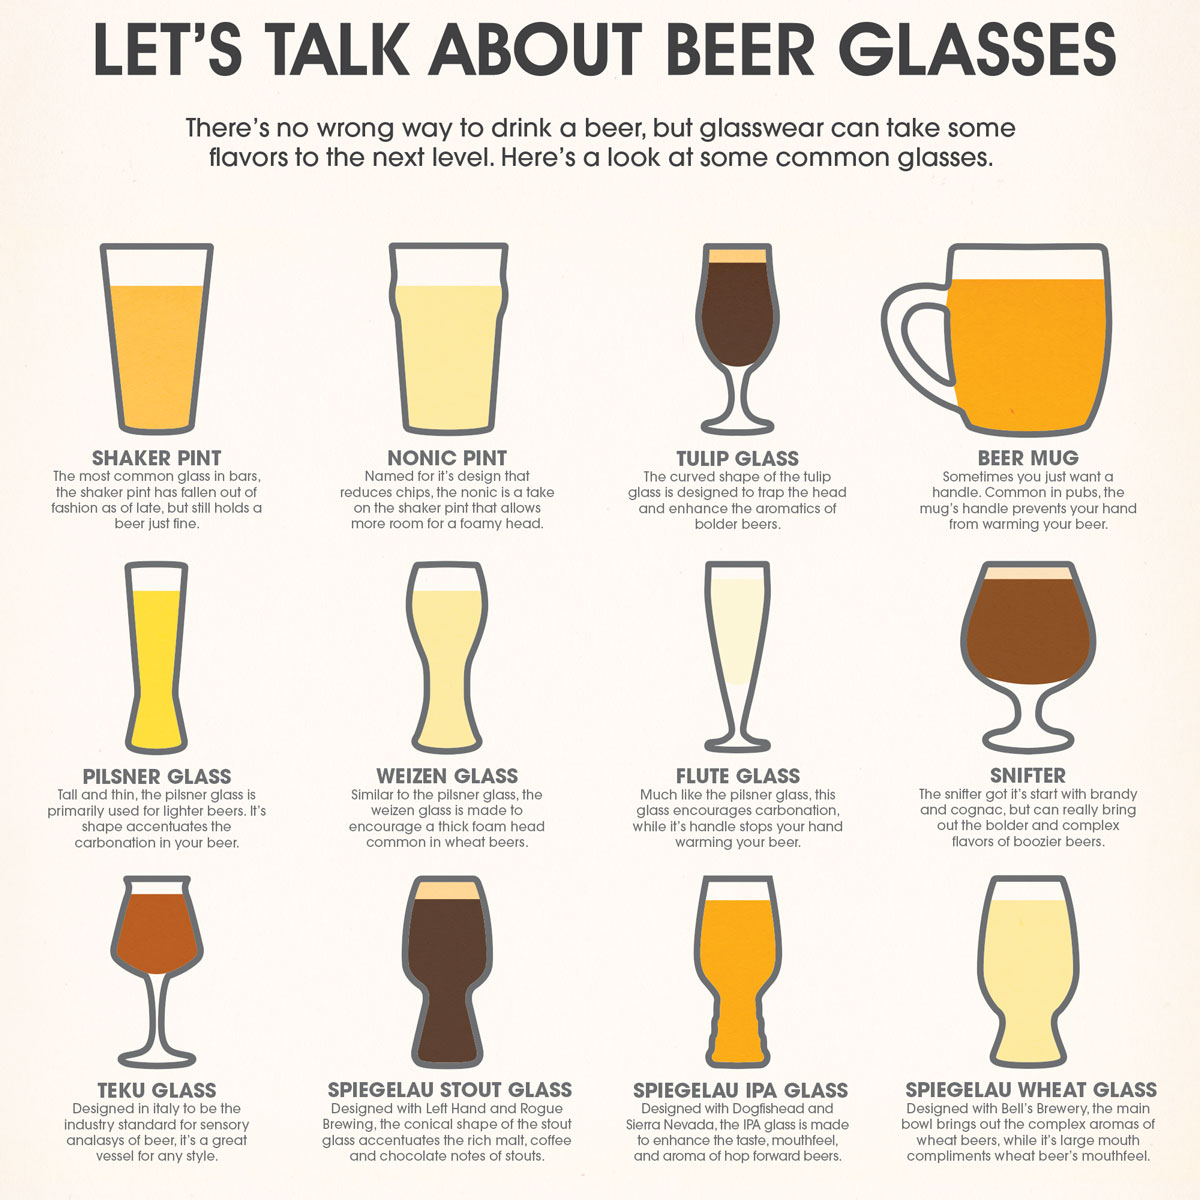 LET'S TALK ABOUT BEER GLASSES
There's no wrong way to drink a beer, but glasswear can take some
flavors to the next level. Here's a look at some common glasses.
SHAKER PINT
The most common glass in bars,
the shaker pint has fallen out of
fashion as of late, but still holds a
beer just fine.
NONIC PINT
Named for it's design that
reduces chips, the nonic is a take
on the shaker pint that allows
more room for a foamy head.
TULIP GLASS
The curved shape of the tulip
glass is designed to trap the head
and enhance the aromatics of
bolder beers.
BEER MUG
Sometimes you just want a
handle. Common in pubs, the
mug's handle prevents your hand
from warming your beer.
PILSNER GLASS
Tall and thin, the pilsner glass is
primarily used for lighter beers. It's
shape accentuates the
carbonation in your beer.
WEIZEN GLASS
Similar to the pilsner glass, the
weizen glass is made to
encourage a thick foam head
common in wheat beers.
FLUTE GLASS
Much like the pilsner glass, this
glass encourages carbonation,
while it's handle stops your hand
warming your beer.
SNIFTER
The snifter got it's start with brandy
and cognac, but can really bring
out the bolder and complex
flavors of boozier beers.
TEKU GLASS
Designed in italy to be the
industry standard for sensory
analasys of beer, it's a great
vessel for any style.
SPIEGELAU STOUT GLASS
Designed with Left Hand and Rogue
Brewing, the conical shape of the stout
glass accentuates the rich malt, coffee
and chocolate notes of stouts.
SPIEGELAU IPA GLASS
Designed with Dogfishead and
Sierra Nevada, the IPA glass is made
to enhance the taste, mouthfeel,
and aroma of hop forward beers.
SPIEGELAU WHEAT GLASS
Designed with Bell's Brewery, the main
bowl brings out the complex aromas of
wheat beers, while it's large mouth
compliments wheat beer's mouthfeel.